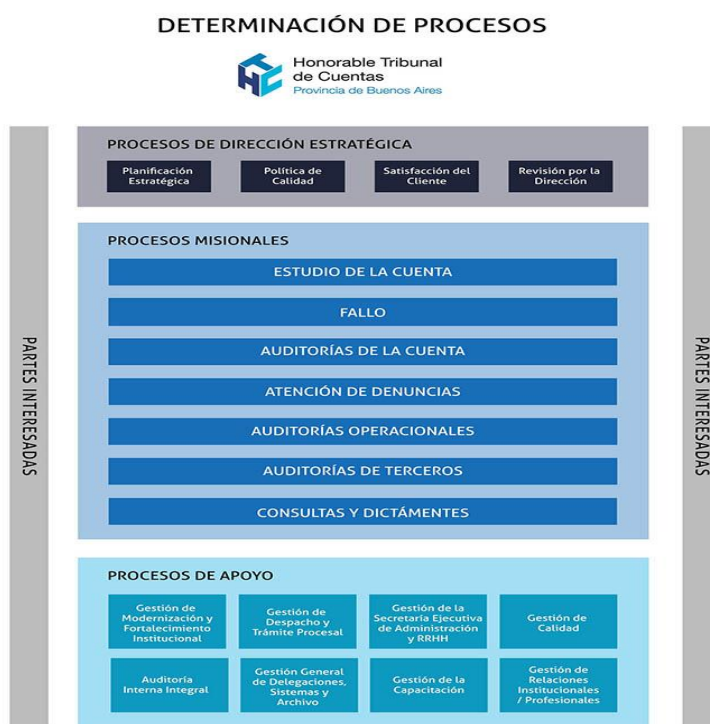 DETERMINACIÓN DE PROCESOS
HTC
Honorable Tribunal
de Cuentas
Provincia de Buenos Aires
PARTES INTERESADAS
PROCESOS DE DIRECCIÓN ESTRATÉGICA
Planificación
Estratégica
Política de
Calidad
Satisfacción del
Cliente
Revisión por la
Dirección
PROCESOS MISIONALES
ESTUDIO DE LA CUENTA
FALLO
AUDITORÍAS DE LA CUENTA
ATENCIÓN DE DENUNCIAS
AUDITORÍAS OPERACIONALES
AUDITORÍAS DE TERCEROS
CONSULTAS Y DICTÁMENTES
PROCESOS DE APOYO
Gestión de
Modernización y
Fortalecimiento
Institucional
Gestión de
Despacho y
Trámite Procesal
Gestión de la
Secretaría Ejecutiva
de Administración
y RRHH
Gestión de
Calidad
Auditoría
Interna Integral
Gestión General
de Delegaciones,
Sistemas y
Archivo
Gestión de la
Capacitación
Gestión de
Relaciones
Institucionales
/ Profesionales
PARTES INTERESADAS